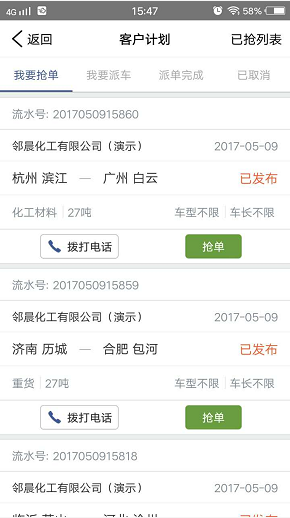 4G 15:47 58%
返回 客户计划 已抢列表
我要抢单 我要派车 派单完成 已取消
流水号: 2017050915860
邻晨化工有限公司（演示） 2017-05-09
杭州 滨江 — 广州 白云 已发布
化工材料 27吨 车型不限 车长不限
拨打电话 抢单
流水号: 2017050915859
邻晨化工有限公司（演示） 2017-05-09
济南 历城 — 合肥 包河 已发布
重货 27吨 车型不限 车长不限
拨打电话 抢单
流水号: 2017050915818
邻晨化工有限公司（演示） 2017-05-09
已发布